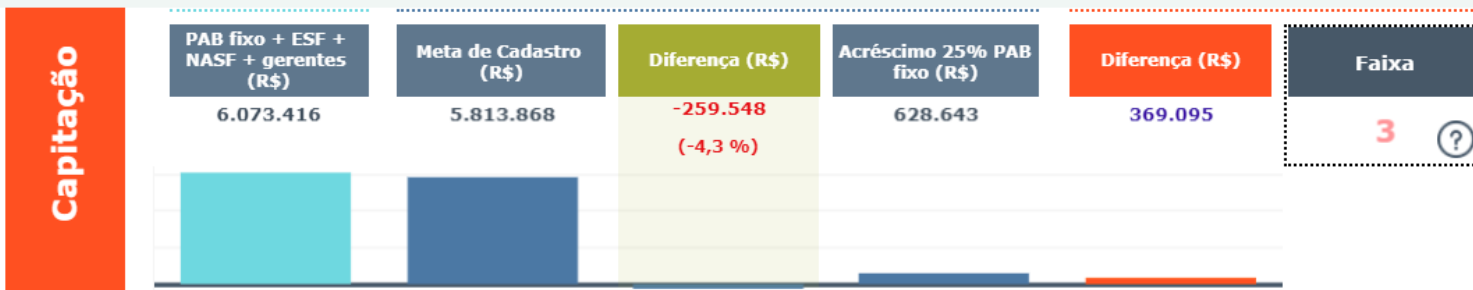 Capitação
PAB fixo + ESF +
NASF + gerentes
(R$)
6.073.416
Meta de Cadastro
(R$)
5.813.868
Diferença (R$)
-259.548
(-4,3 %)
Acréscimo 25% PAB
fixo (R$)
628.643
Diferença (R$)
369.095
Faixa
3
?